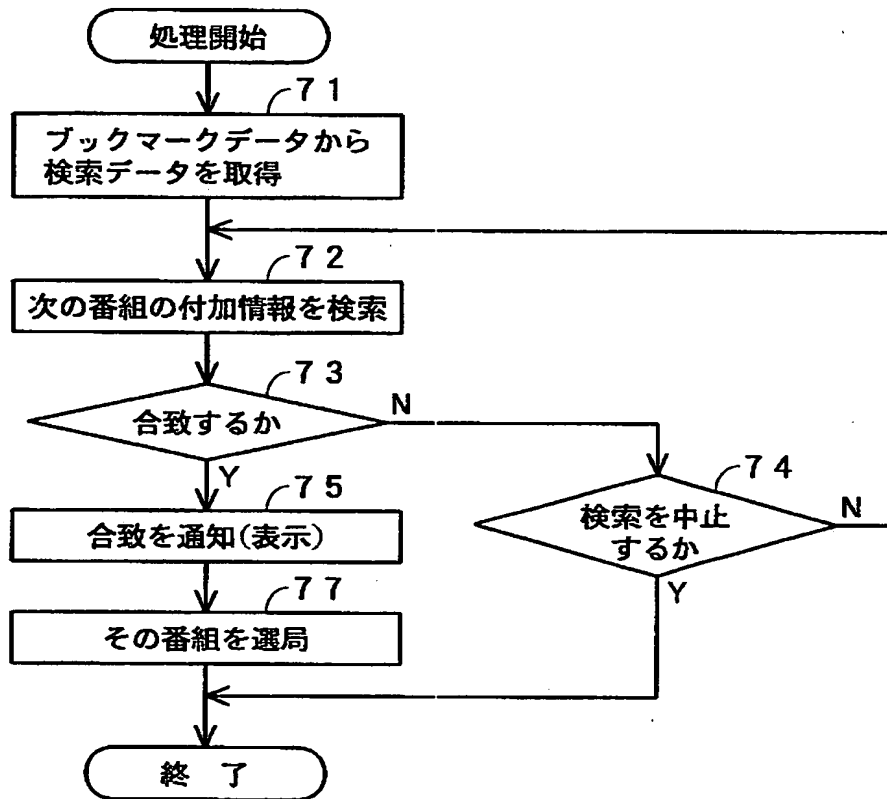 処理開始
71
ブックマークデータから
検索データを取得
72
次の番組の付加情報を検索
73
合致するか
N
Y
74
検索を中止
するか
N
Y
75
合致を通知(表示)
77
その番組を選局
終 了